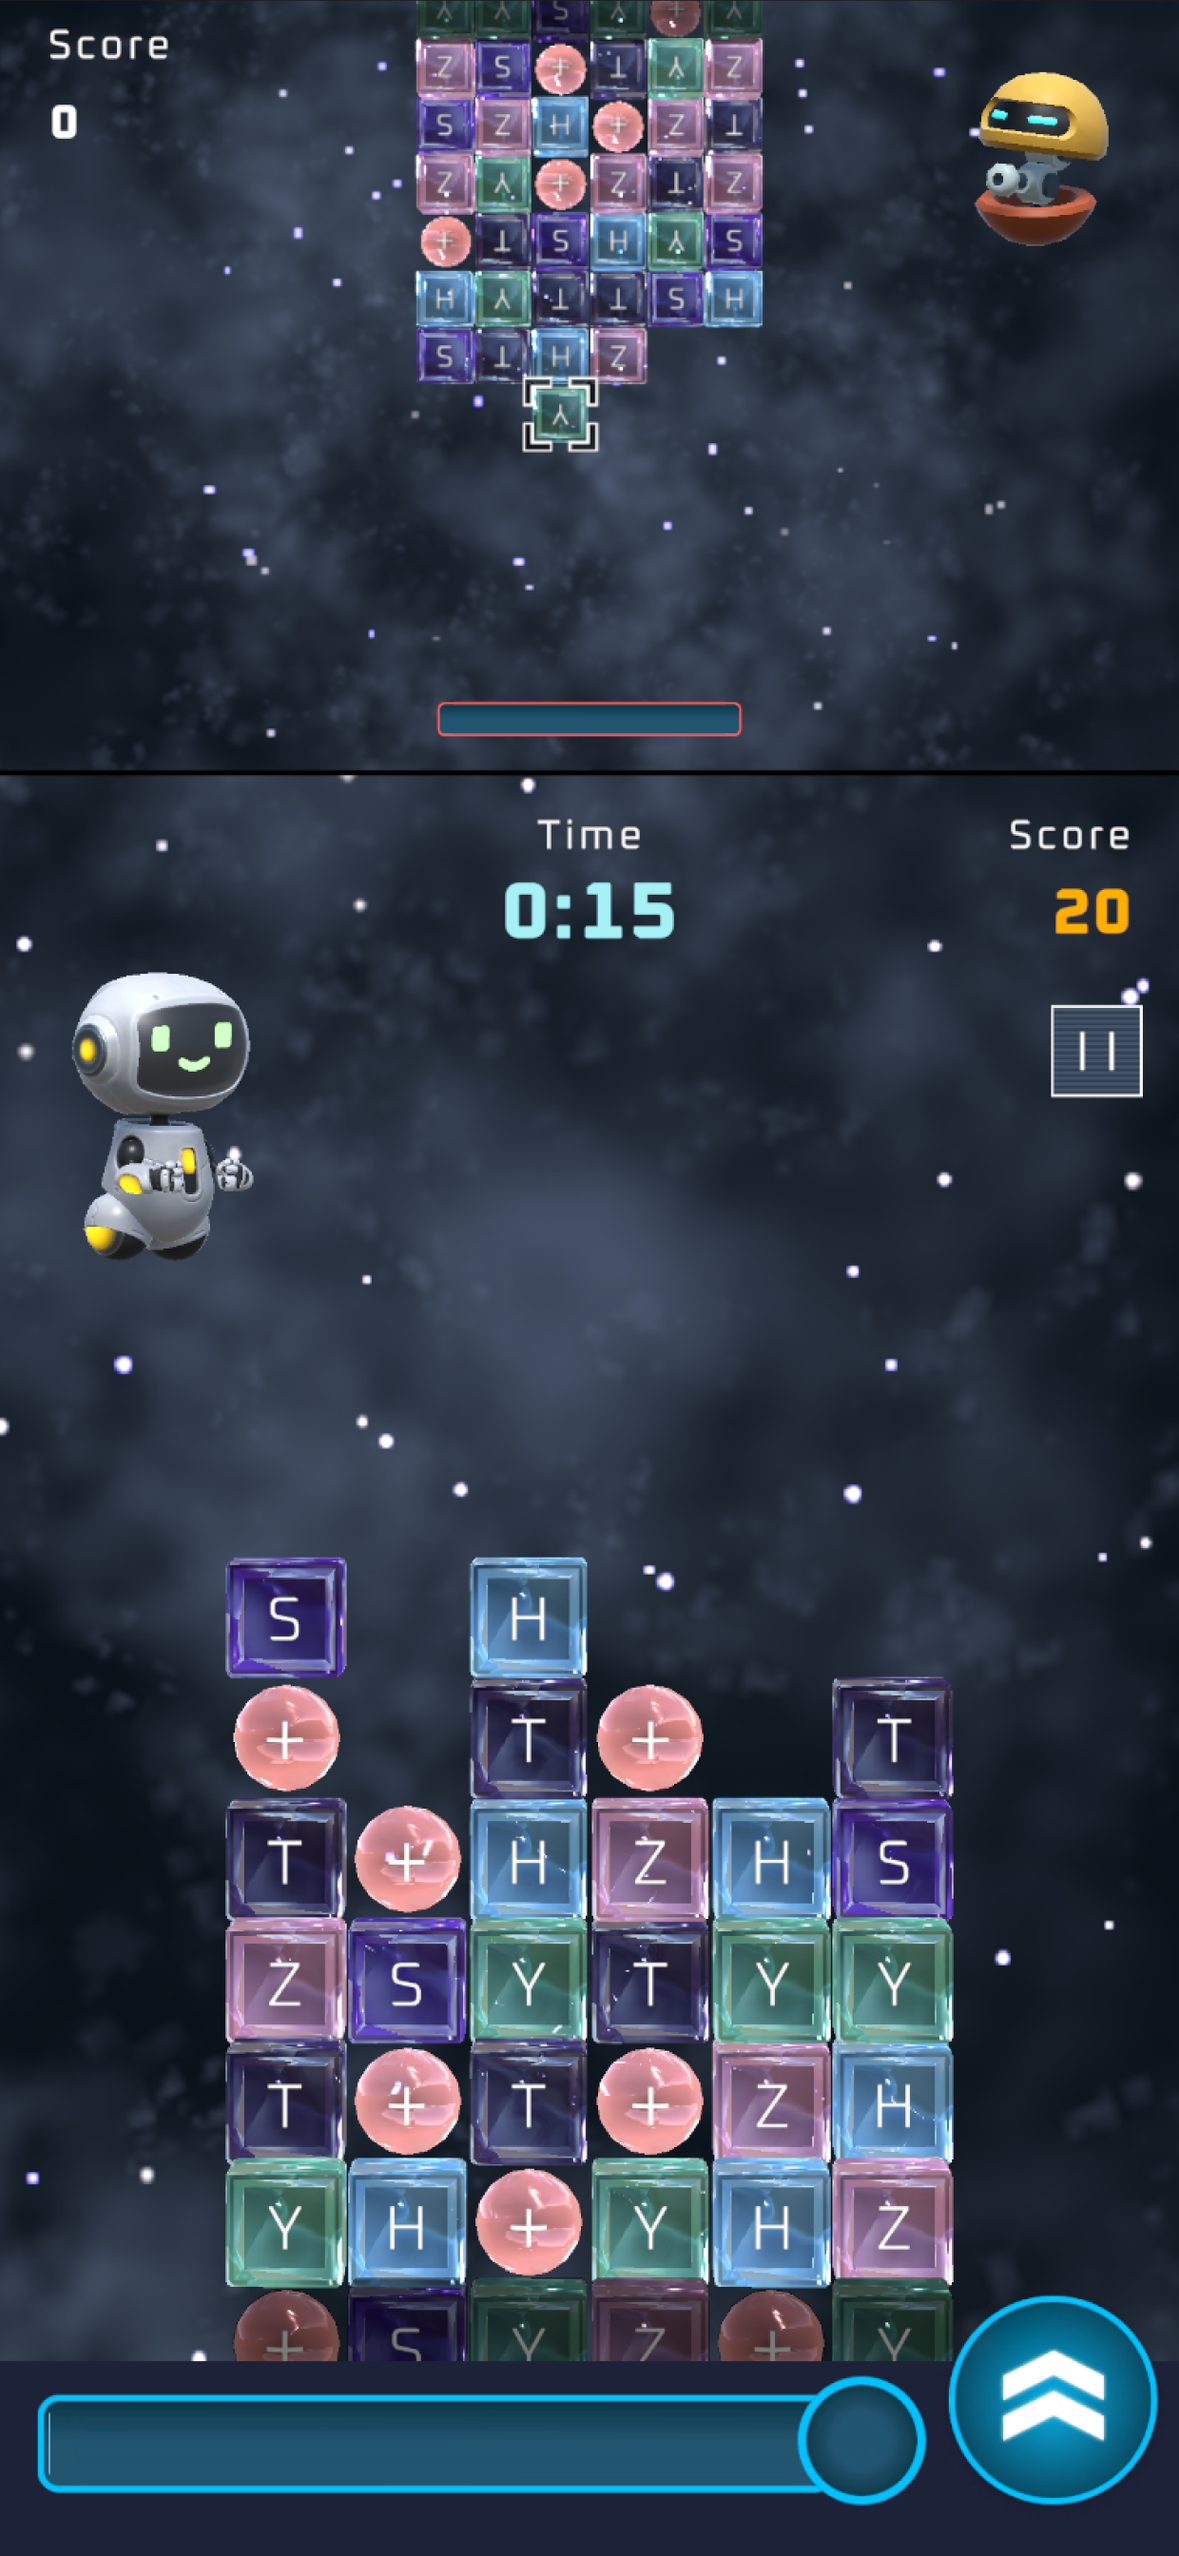 Score
0
Y Y S Y + Y
Z S + T Y Z
S Z H + Z T
Z Y + Z T Z
+ T S H Y S
H Y T T S H
S T H Z
Y
Time
0:15
Score
20
S H
+ T + T
T + H Z H S
Z S Y T Y Y
T + T + Z H
Y H + Y H Z
+ S Y Z + Y